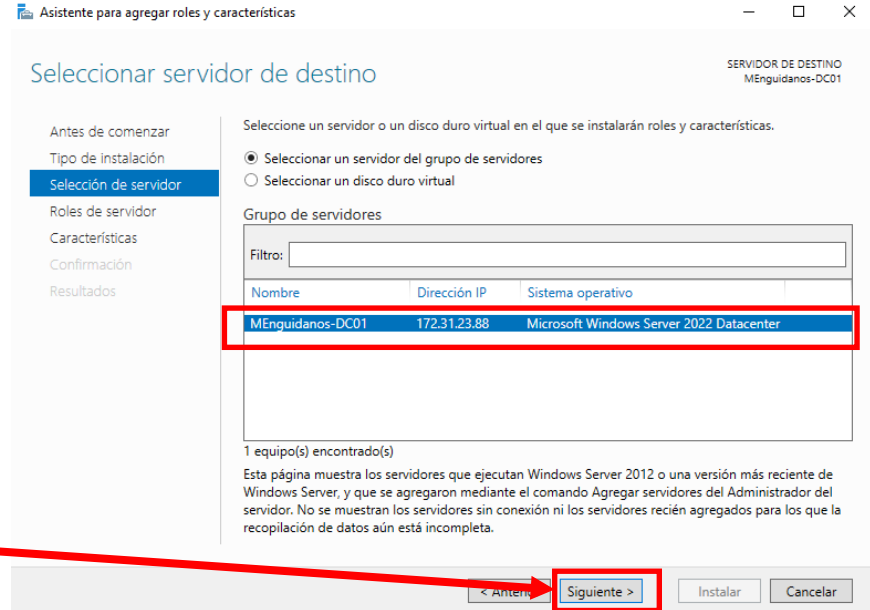 Asistente para agregar roles y características
Seleccionar servidor de destino
SERVIDOR DE DESTINO
MEnguidanos-DC01
Antes de comenzar
Tipo de instalación
Selección de servidor
Roles de servidor
Características
Confirmación
Resultados
Seleccione un servidor o un disco duro virtual en el que se instalarán roles y características.
Seleccionar un servidor del grupo de servidores
Seleccionar un disco duro virtual
Grupo de servidores
Filtro:
Nombre Dirección IP Sistema operativo
MEnguidanos-DC01 172.31.23.88 Microsoft Windows Server 2022 Datacenter
1 equipo(s) encontrado(s)
Esta página muestra los servidores que ejecutan Windows Server 2012 o una versión más reciente de
Windows Server, y que se agregaron mediante el comando Agregar servidores del Administrador del
servidor. No se muestran los servidores sin conexión ni los servidores recién agregados para los que la
recopilación de datos aún está incompleta.
< Anterior Siguiente > Instalar Cancelar